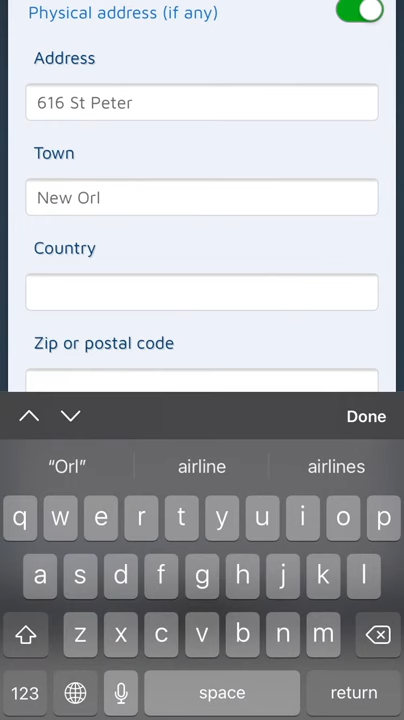 Physical address (if any)
Address
616 St Peter
Town
New Orl
Country
Zip or postal code
Done
“Orl” airline airlines
q w e r t y u i o p
a s d f g h j k l
z x c v b n m
123 space return